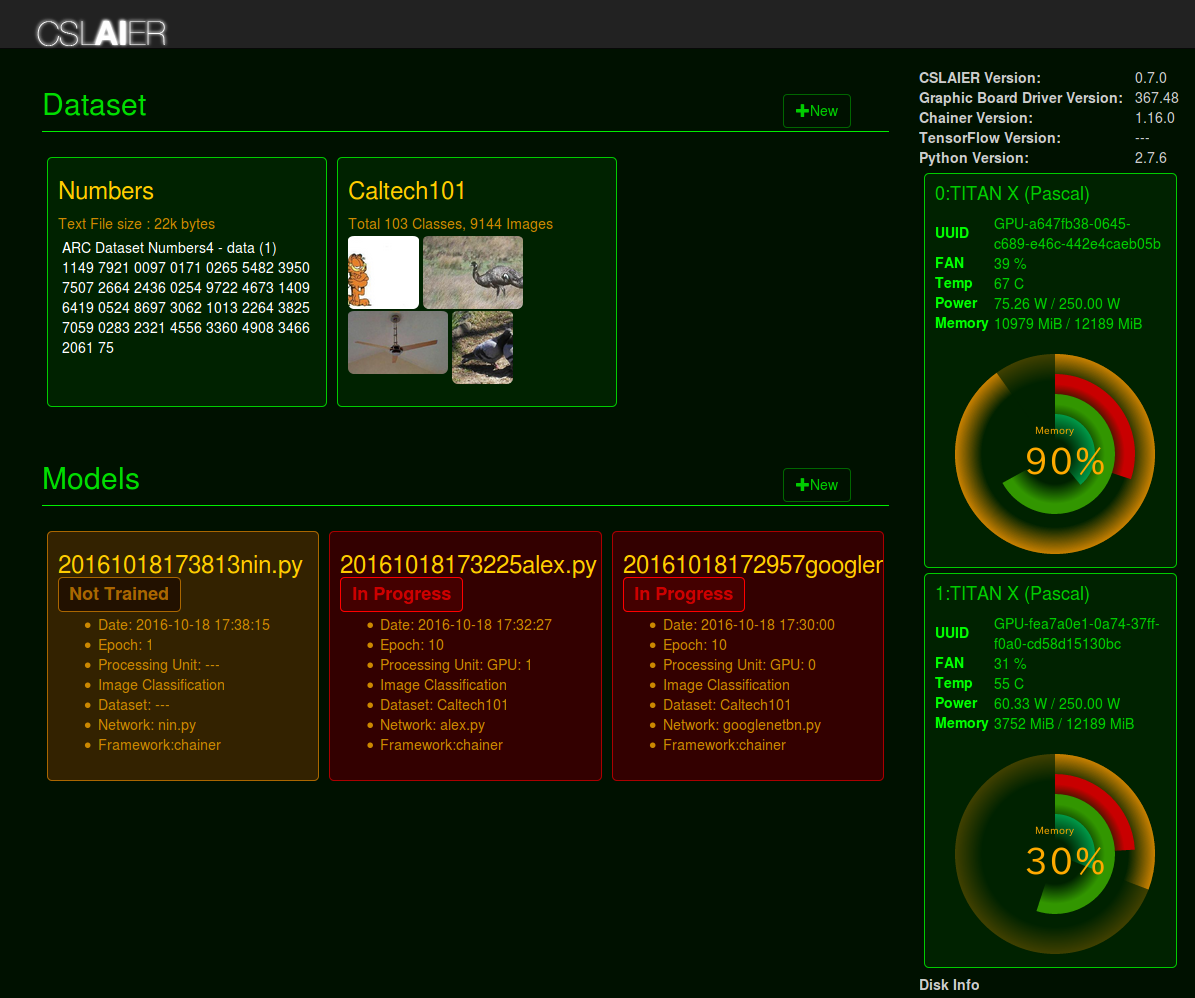 CSLAIER
Dataset
New
Numbers
Text File size : 22k bytes
ARC Dataset Numbers4 - data (1)
1149 7921 0097 0171 0265 5482 3950
7507 2664 2436 0254 9722 4673 1409
6419 0524 8697 3062 1013 2264 3825
7059 0283 2321 4556 3360 4908 3466
2061 75
Caltech101
Total 103 Classes, 9144 Images
Models
New
20161018173813nin.py
Not Trained
Date: 2016-10-18 17:38:15
Epoch: 1
Processing Unit: ---
Image Classification
Dataset: ---
Network: nin.py
Framework:chainer
20161018173225alex.py
In Progress
Date: 2016-10-18 17:32:27
Epoch: 10
Processing Unit: GPU: 1
Image Classification
Dataset: Caltech101
Network: alex.py
Framework:chainer
20161018172957googler
In Progress
Date: 2016-10-18 17:30:00
Epoch: 10
Processing Unit: GPU: 0
Image Classification
Dataset: Caltech101
Network: googlenetbn.py
Framework:chainer
CSLAIER Version: 0.7.0
Graphic Board Driver Version: 367.48
Chainer Version: 1.16.0
TensorFlow Version: ---
Python Version: 2.7.6
0:TITAN X (Pascal)
UUID GPU-a647fb38-0645-
c689-e46c-442e4caeb05b
FAN 39 %
Temp 67 C
Power 75.26 W / 250.00 W
Memory 10979 MiB / 12189 MiB
Memory
90%
1:TITAN X (Pascal)
UUID GPU-fea7a0e1-0a74-37ff-
f0a0-cd58d15130bc
FAN 31 %
Temp 55 C
Power 60.33 W / 250.00 W
Memory 3752 MiB / 12189 MiB
Memory
30%
Disk Info